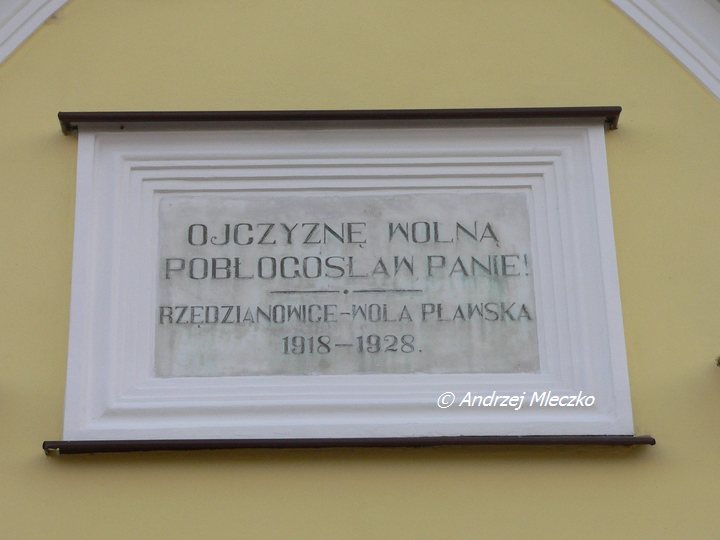 OJCZYZNĘ WOLNĄ
POBŁOGOSŁAW PANIE!
RZĘDZIANOWICE-WOLA PŁAWSKA
1918-1928.
© Andrzej Mleczko